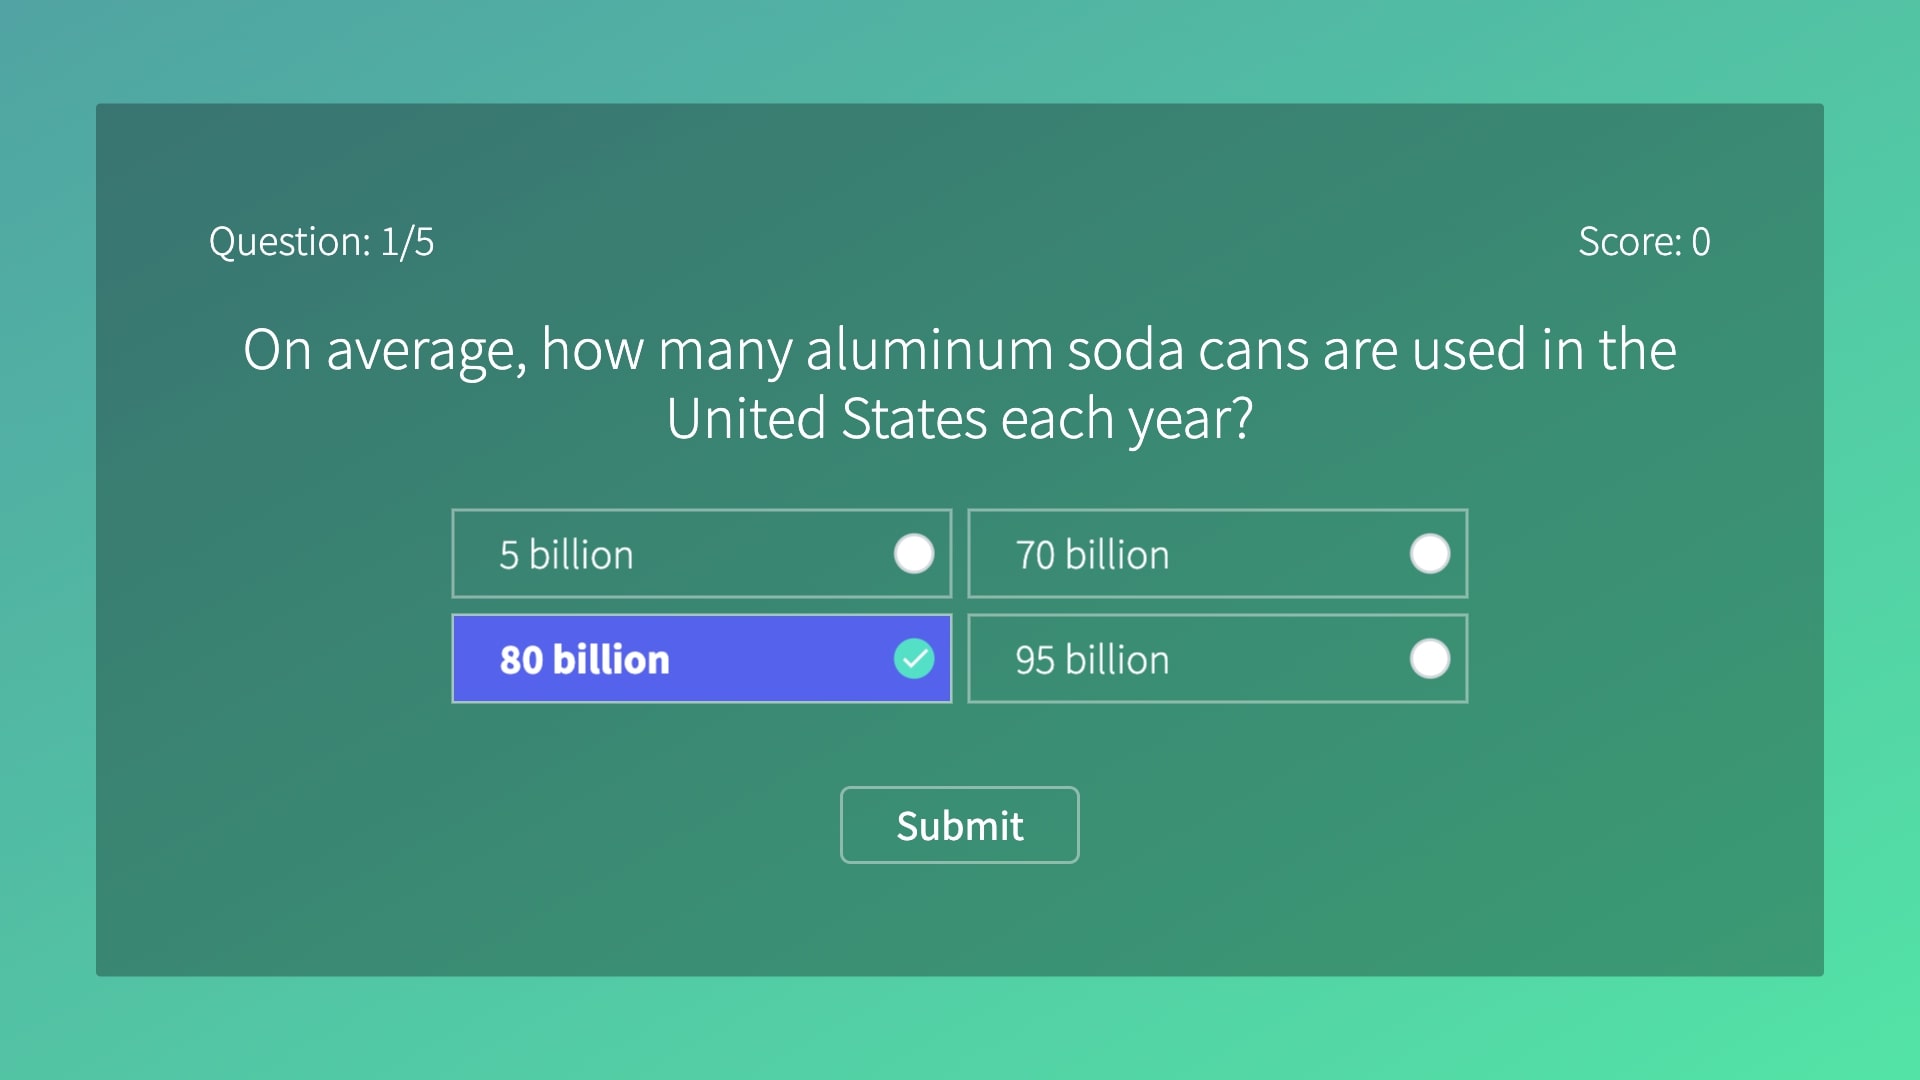 Question: 1/5
Score: 0
On average, how many aluminum soda cans are used in the
United States each year?
5 billion
70 billion
80 billion
95 billion
Submit